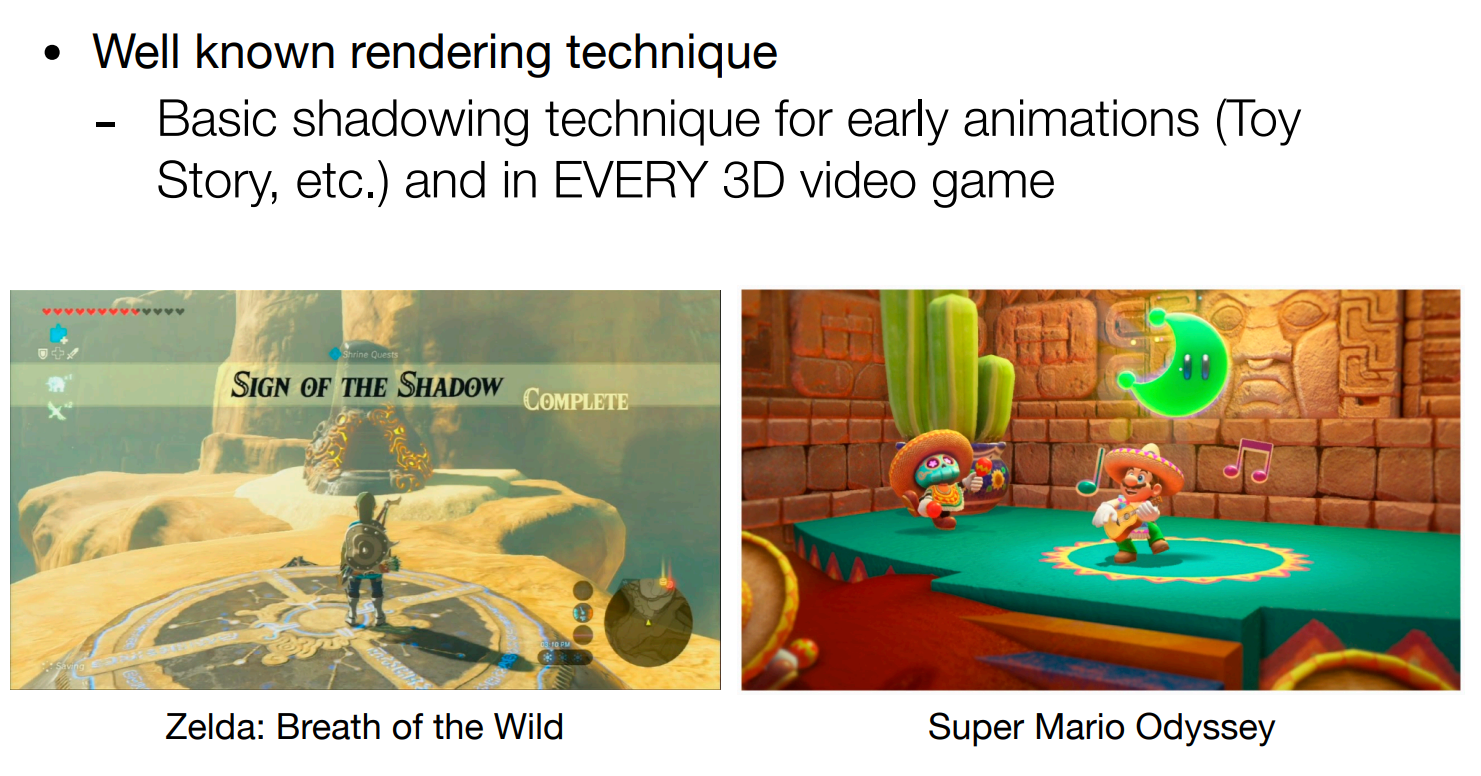 • Well known rendering technique
- Basic shadowing technique for early animations (Toy
Story, etc.) and in EVERY 3D video game
Shrine Quests
SIGN OF THE SHADOW
COMPLETE
Saving
Zelda: Breath of the Wild
Super Mario Odyssey